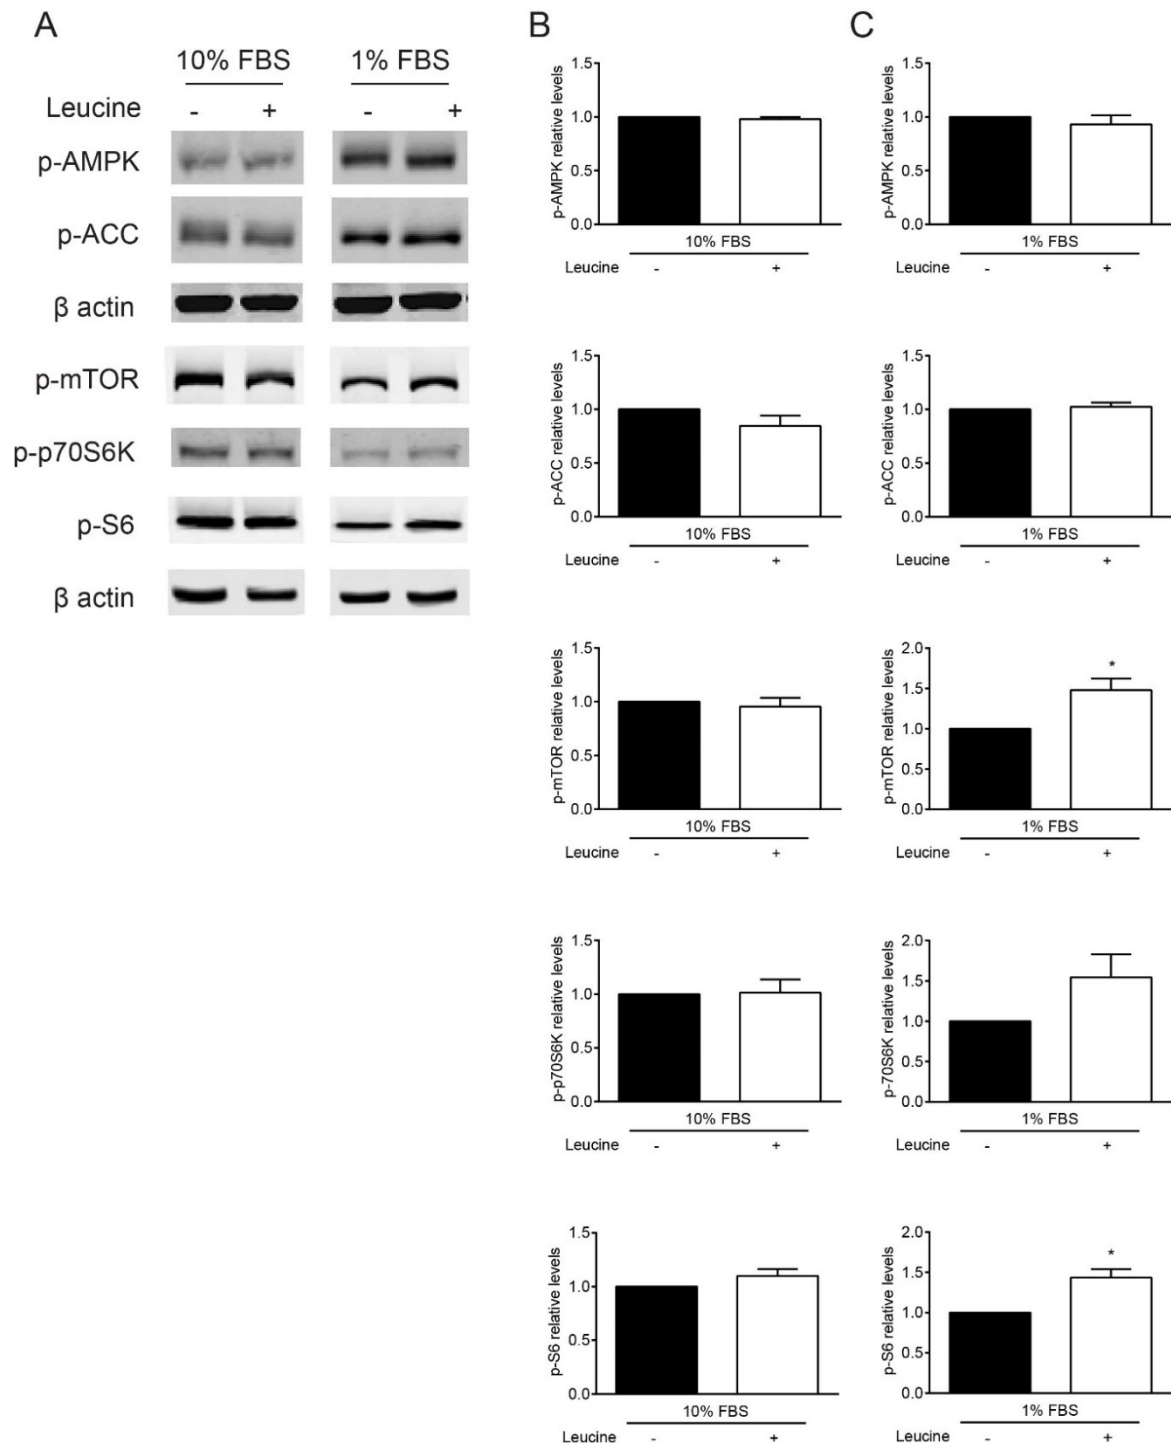 A
10% FBS 1% FBS
Leucine - + - +
p-AMPK
p-ACC
β actin
p-mTOR
p-p70S6K
p-S6
β actin
B
p-AMPK relative levels
1.5
1.0
0.5
0.0
10% FBS
Leucine - +
p-ACC relative levels
1.5
1.0
0.5
0.0
10% FBS
Leucine - +
p-mTOR relative levels
1.5
1.0
0.5
0.0
10% FBS
Leucine - +
p-p70S6K relative levels
1.5
1.0
0.5
0.0
10% FBS
Leucine - +
p-S6 relative levels
1.5
1.0
0.5
0.0
10% FBS
Leucine - +
C
p-AMPK relative levels
1.5
1.0
0.5
0.0
1% FBS
Leucine - +
p-ACC relative levels
1.5
1.0
0.5
0.0
1% FBS
Leucine - +
p-mTOR relative levels
2.0
1.5
1.0
0.5
0.0
*
1% FBS
Leucine - +
p-70S6K relative levels
2.0
1.5
1.0
0.5
0.0
1% FBS
Leucine - +
p-S6 relative levels
2.0
1.5
1.0
0.5
0.0
*
1% FBS
Leucine - +